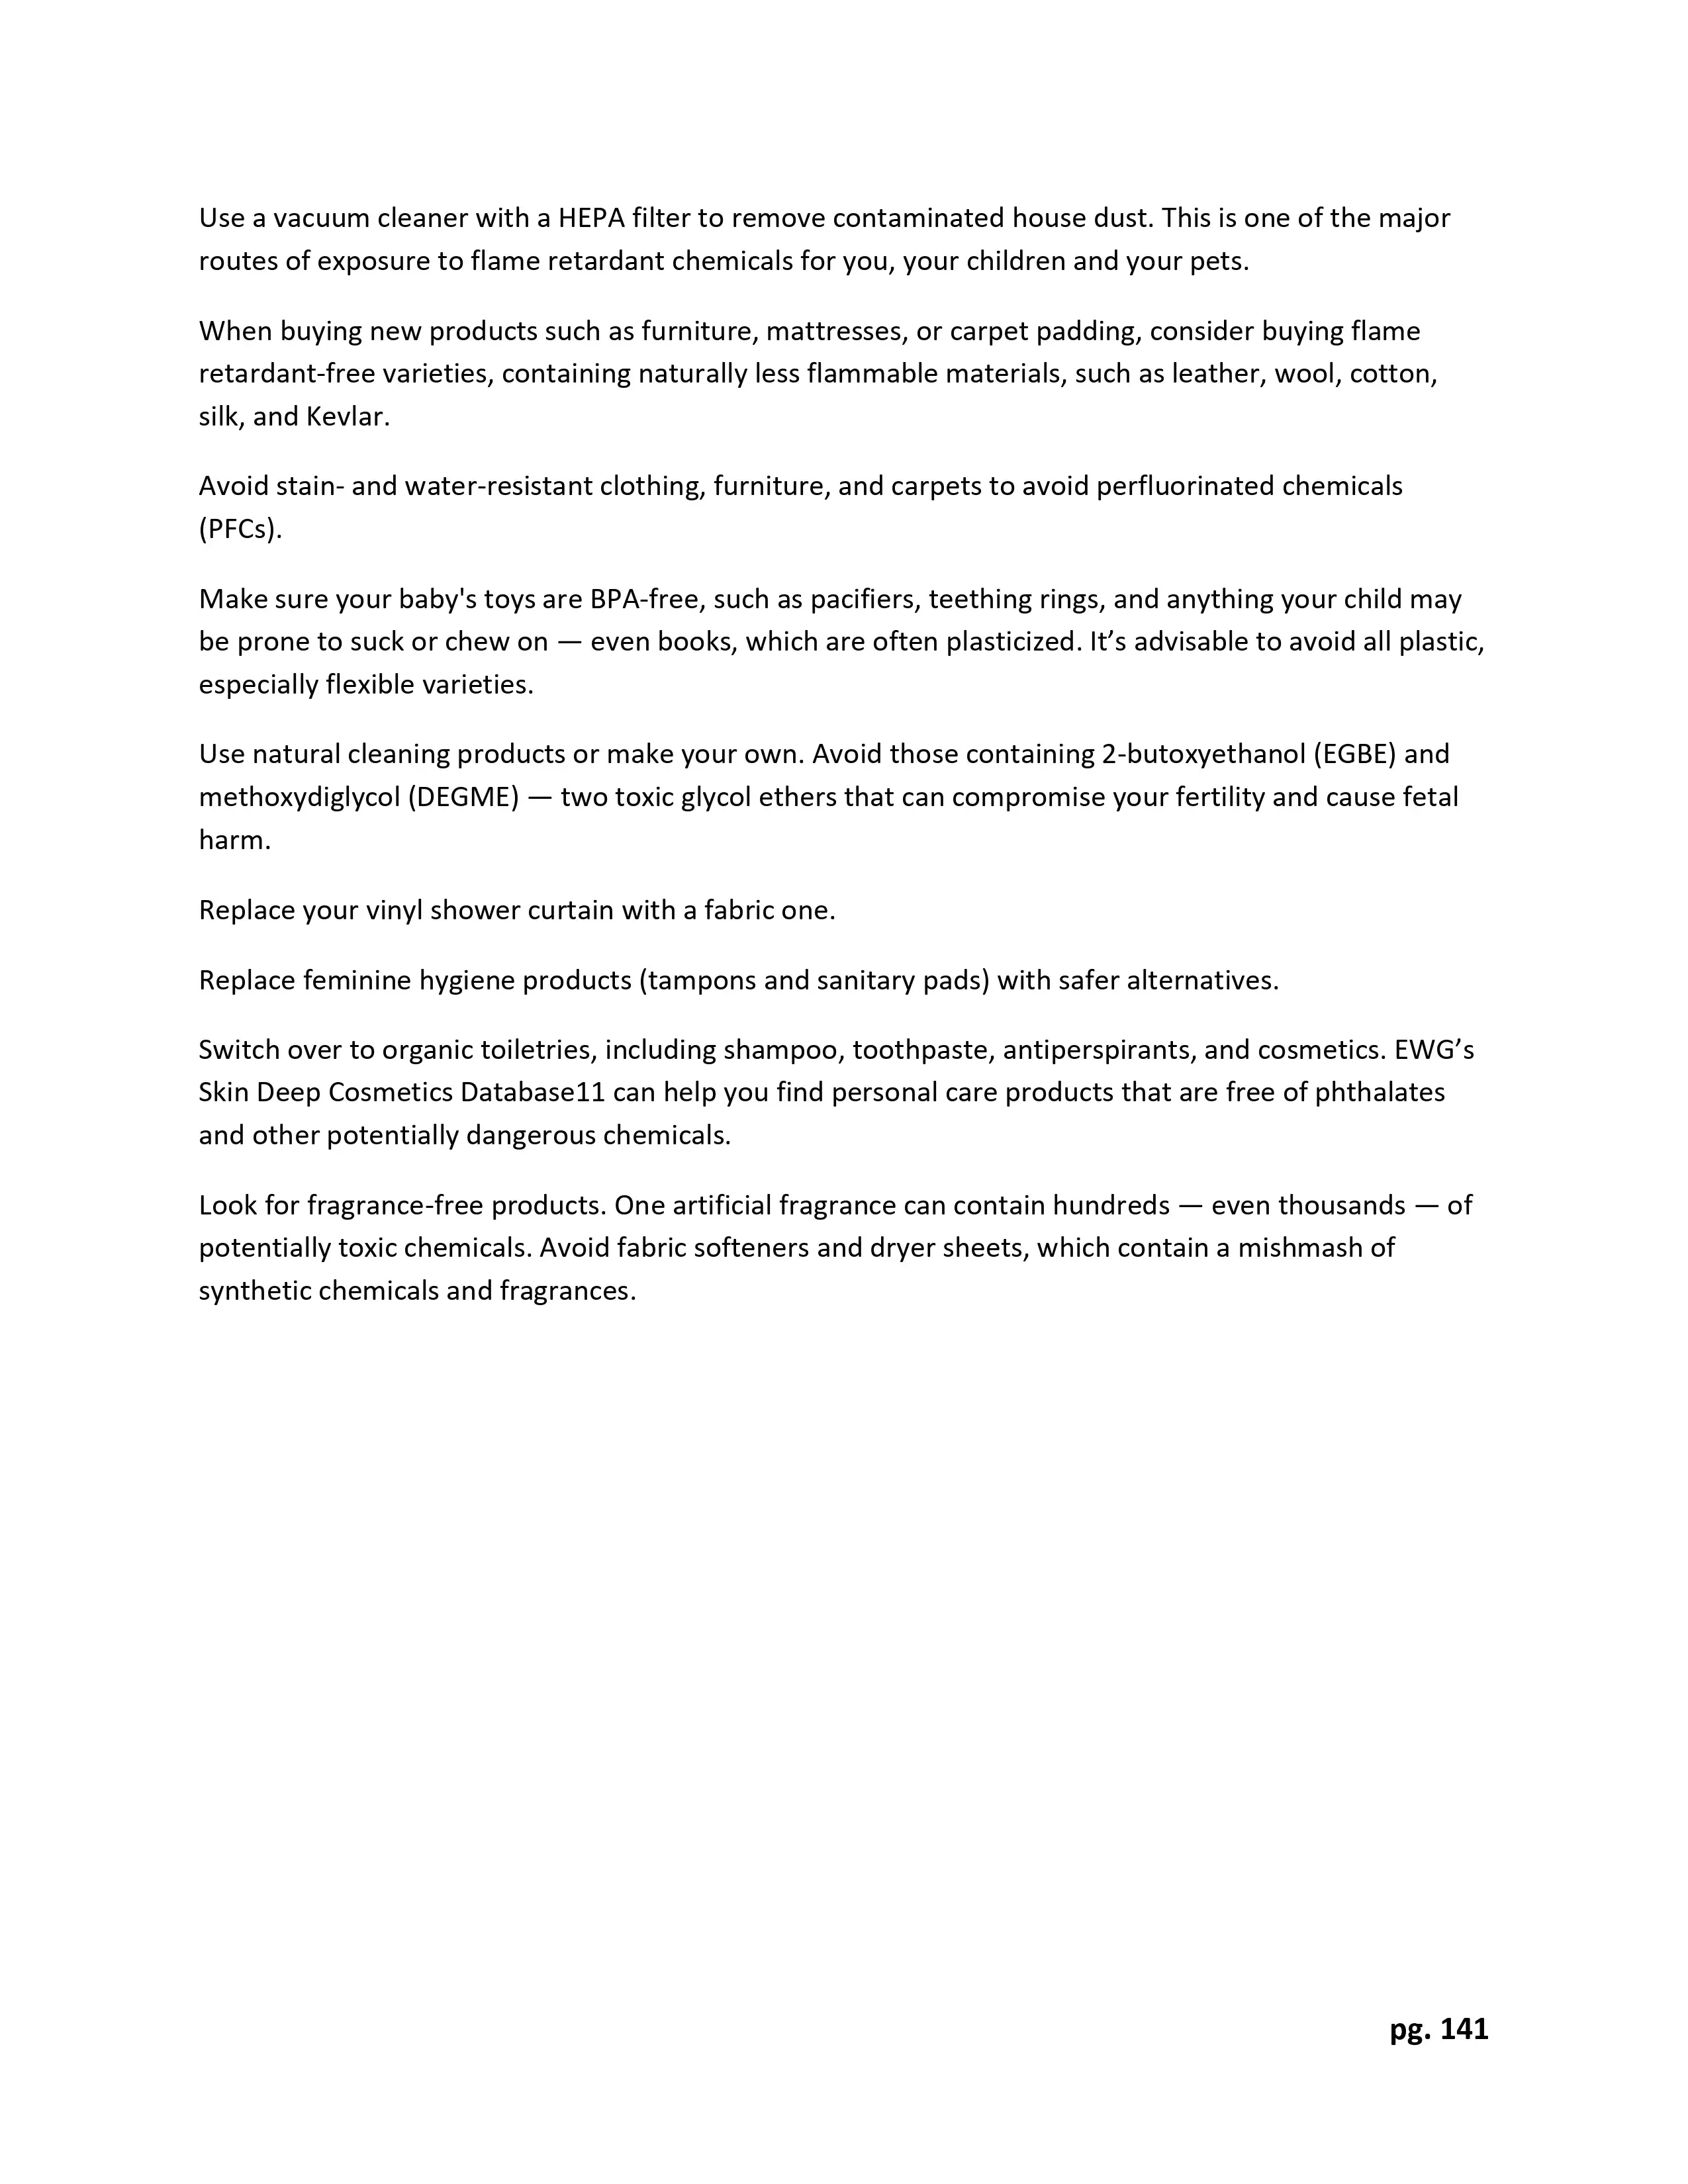 Use a vacuum cleaner with a HEPA filter to remove contaminated house dust. This is one of the major
routes of exposure to flame retardant chemicals for you, your children and your pets.
When buying new products such as furniture, mattresses, or carpet padding, consider buying flame
retardant-free varieties, containing naturally less flammable materials, such as leather, wool, cotton,
silk, and Kevlar.
Avoid stain- and water-resistant clothing, furniture, and carpets to avoid perfluorinated chemicals
(PFCs).
Make sure your baby's toys are BPA-free, such as pacifiers, teething rings, and anything your child may
be prone to suck or chew on — even books, which are often plasticized. It’s advisable to avoid all plastic,
especially flexible varieties.
Use natural cleaning products or make your own. Avoid those containing 2-butoxyethanol (EGBE) and
methoxydiglycol (DEGME) — two toxic glycol ethers that can compromise your fertility and cause fetal
harm.
Replace your vinyl shower curtain with a fabric one.
Replace feminine hygiene products (tampons and sanitary pads) with safer alternatives.
Switch over to organic toiletries, including shampoo, toothpaste, antiperspirants, and cosmetics. EWG’s
Skin Deep Cosmetics Database11 can help you find personal care products that are free of phthalates
and other potentially dangerous chemicals.
Look for fragrance-free products. One artificial fragrance can contain hundreds — even thousands — of
potentially toxic chemicals. Avoid fabric softeners and dryer sheets, which contain a mishmash of
synthetic chemicals and fragrances.
pg. 141